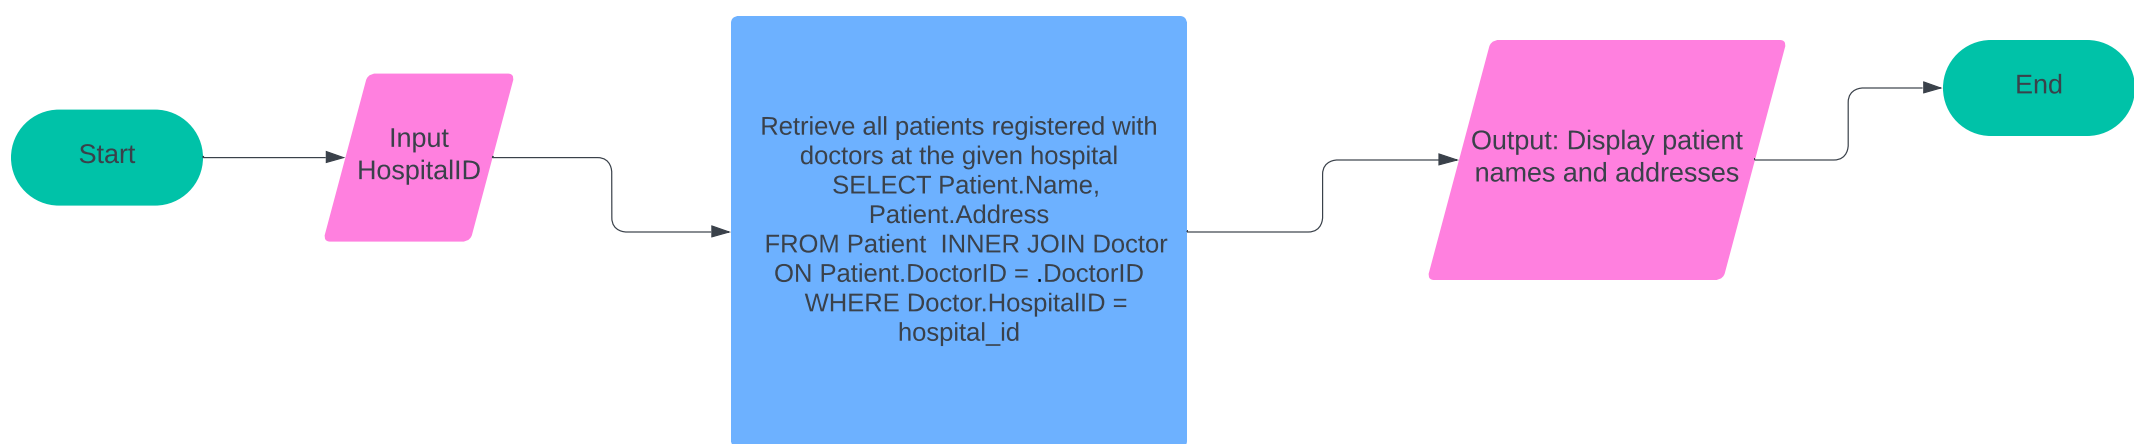 Start
Input
HospitalID
Retrieve all patients registered with
doctors at the given hospital
SELECT Patient.Name,
Patient.Address
FROM Patient  INNER JOIN Doctor
ON Patient.DoctorID = .DoctorID
WHERE Doctor.HospitalID =
hospital_id
Output: Display patient
names and addresses
End